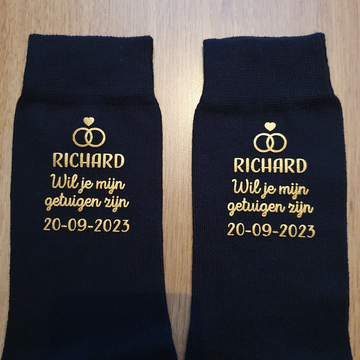 RICHARD
Wil je mijn
getuigen zijn
20-09-2023
RICHARD
Wil je mijn
getuigen zijn
20-09-2023